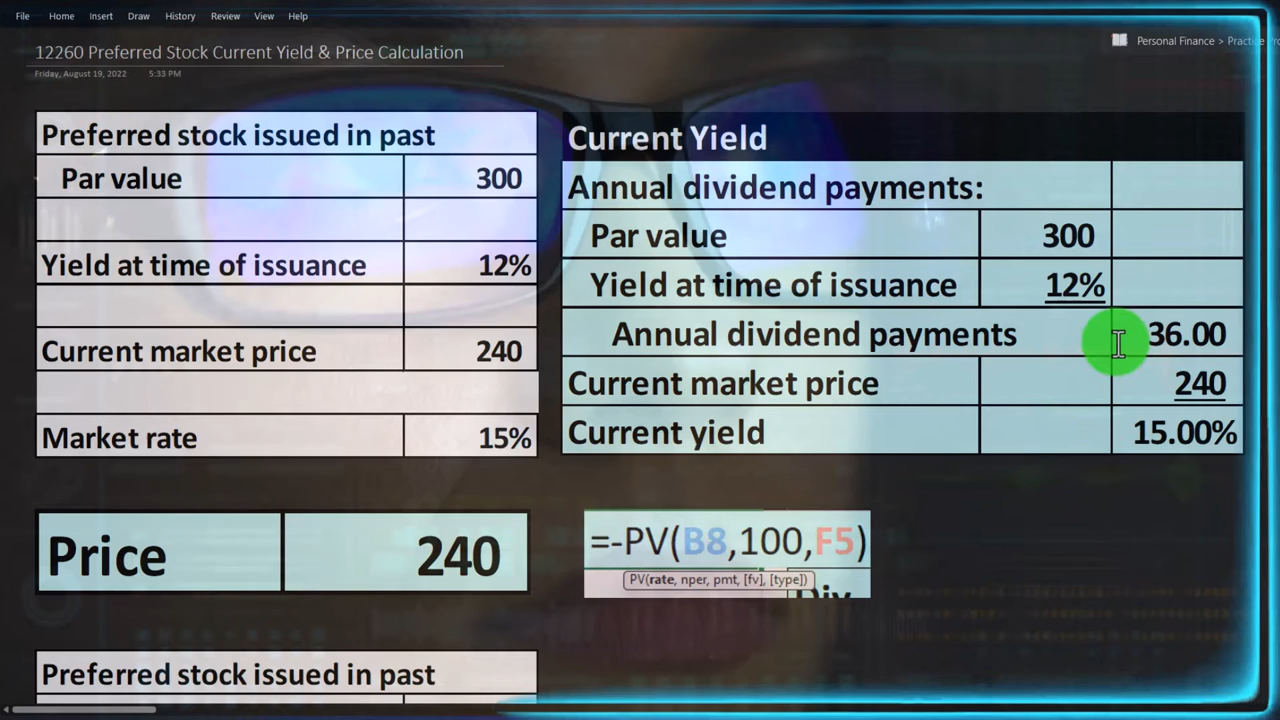 File Home Insert Draw History Review View Help
12260 Preferred Stock Current Yield & Price Calculation
Friday, August 19, 2022 5:33 PM
Personal Finance > Practice
Preferred stock issued in past
Par value 300
Yield at time of issuance 12%
Current market price 240
Market rate 15%
Current Yield
Annual dividend payments:
Par value 300
Yield at time of issuance 12%
Annual dividend payments 36.00
Current market price 240
Current yield 15.00%
Price 240
=-PV(B8,100,F5)
PV(rate, nper, pmt, [fv], [type])
Preferred stock issued in past